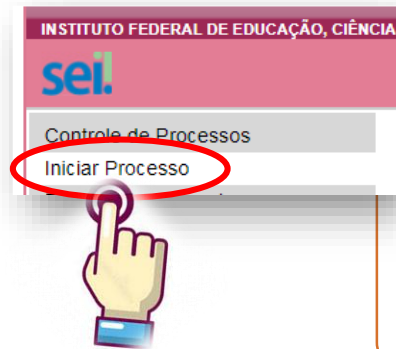 INSTITUTO FEDERAL DE EDUCAÇÃO, CIÊNCIA
sei!
Controle de Processos
Iniciar Processo